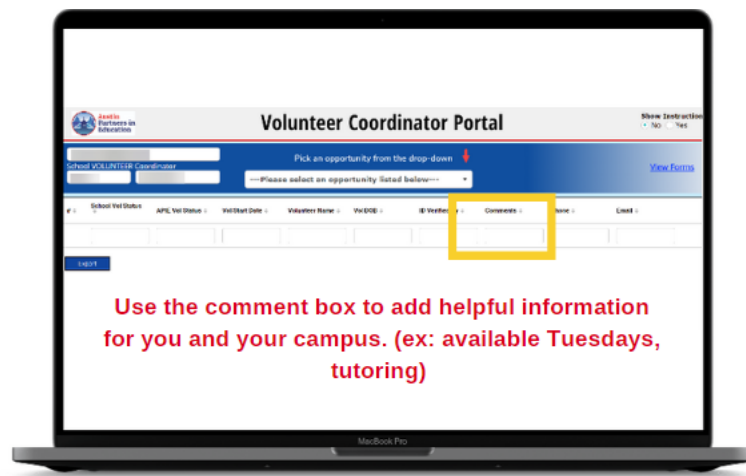 Austin
Partners in
Education
Volunteer Coordinator Portal
Show Instruction
No Yes
School VOLUNTEER Coordinator
Pick an opportunity from the drop-down
---Please select an opportunity listed below---
View Forms
# School Vol Status APIE Vol Status Vol Start Date Volunteer Name Vol DOB ID Verified Comments Phone Email
Export
Use the comment box to add helpful information
for you and your campus. (ex: available Tuesdays,
tutoring)
MacBook Pro